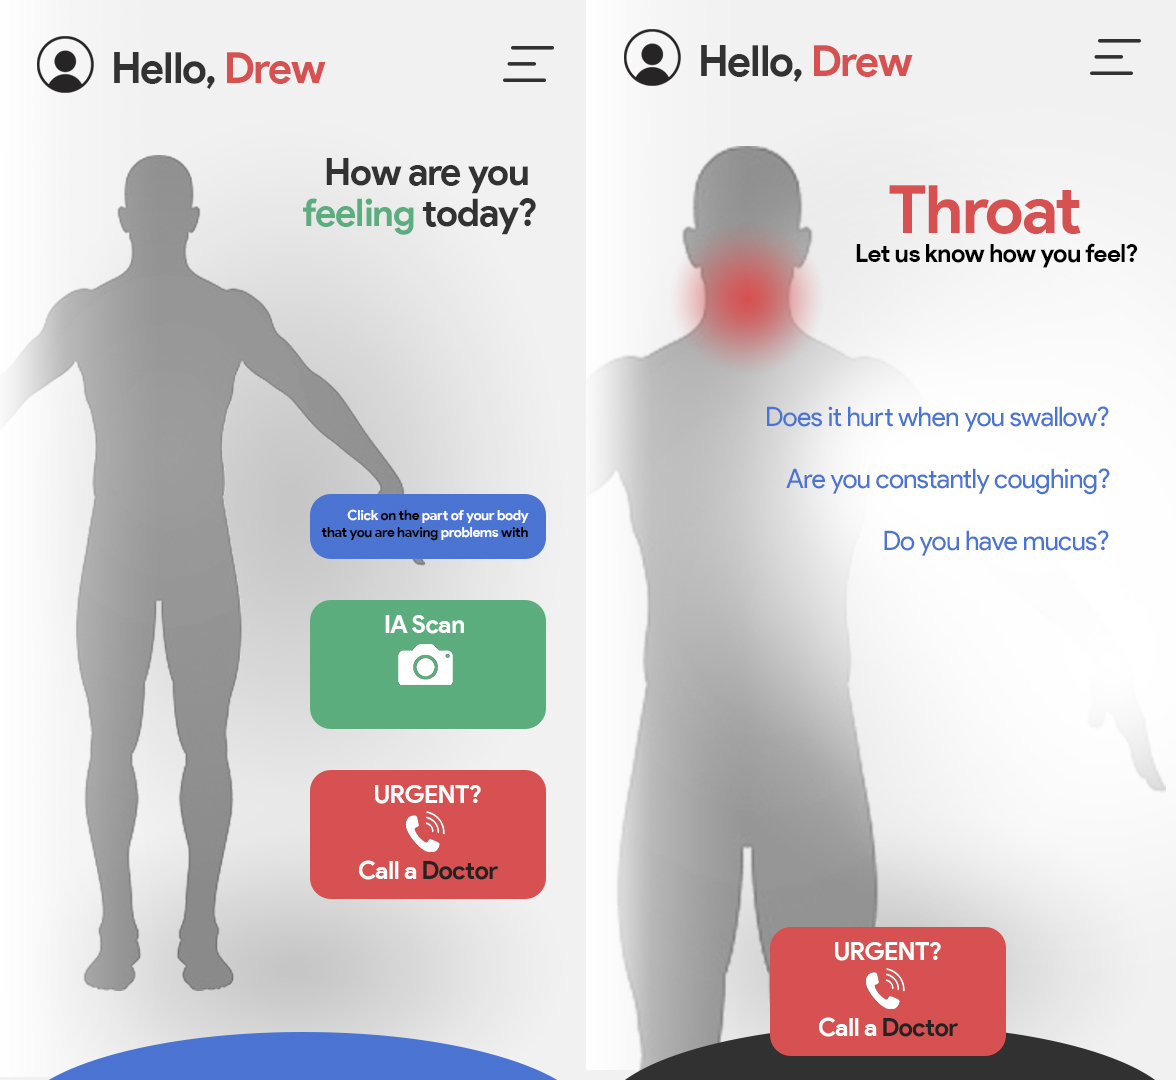 Hello, Drew
How are you
feeling today?
Click on the part of your body
that you are having problems with
IA Scan
URGENT?
Call a Doctor
Hello, Drew
Throat
Let us know how you feel?
Does it hurt when you swallow?
Are you constantly coughing?
Do you have mucus?
URGENT?
Call a Doctor